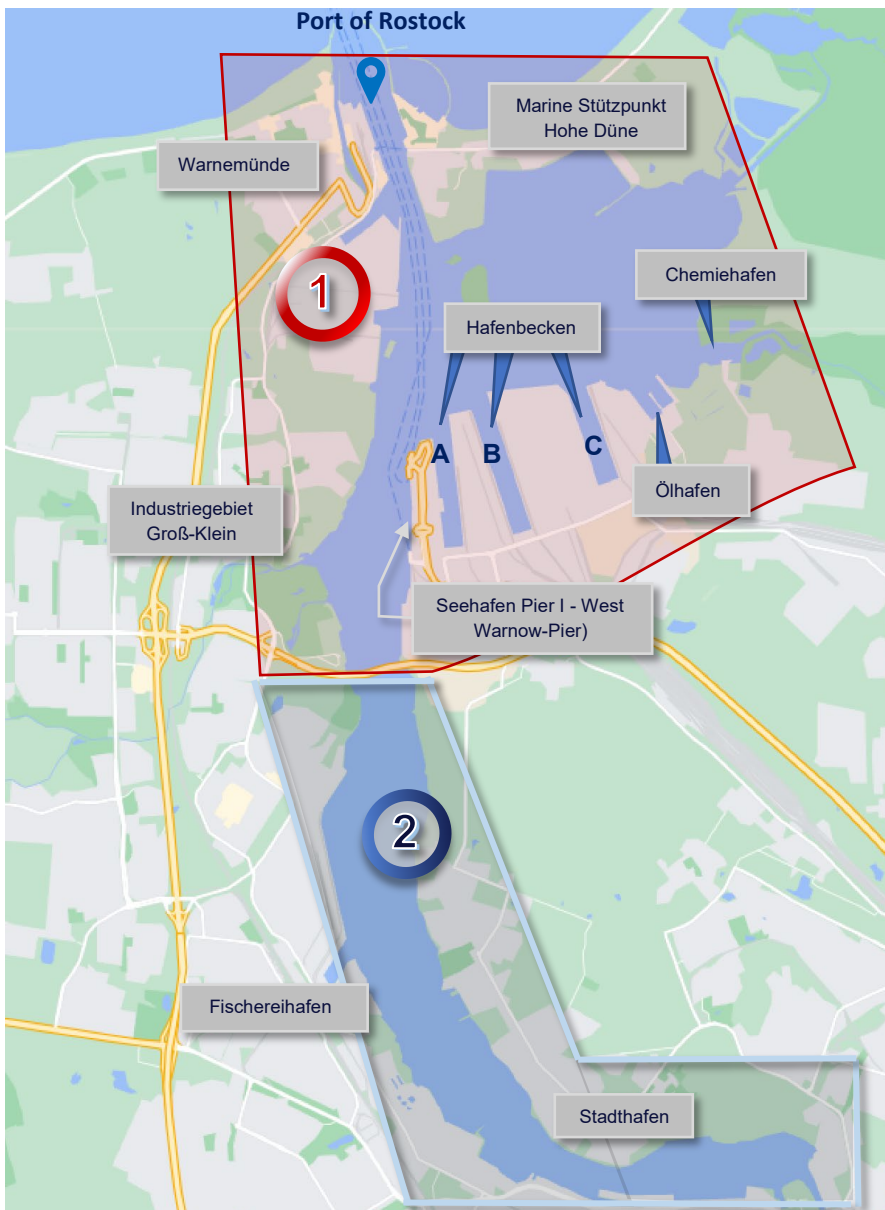 Port of Rostock
Marine Stützpunkt
Hohe Düne
Warnemünde
Chemiehafen
1
Hafenbecken
A
B
C
Ölhafen
Industriegebiet
Groß-Klein
Seehafen Pier I - West
Warnow-Pier)
2
Fischereihafen
Stadthafen